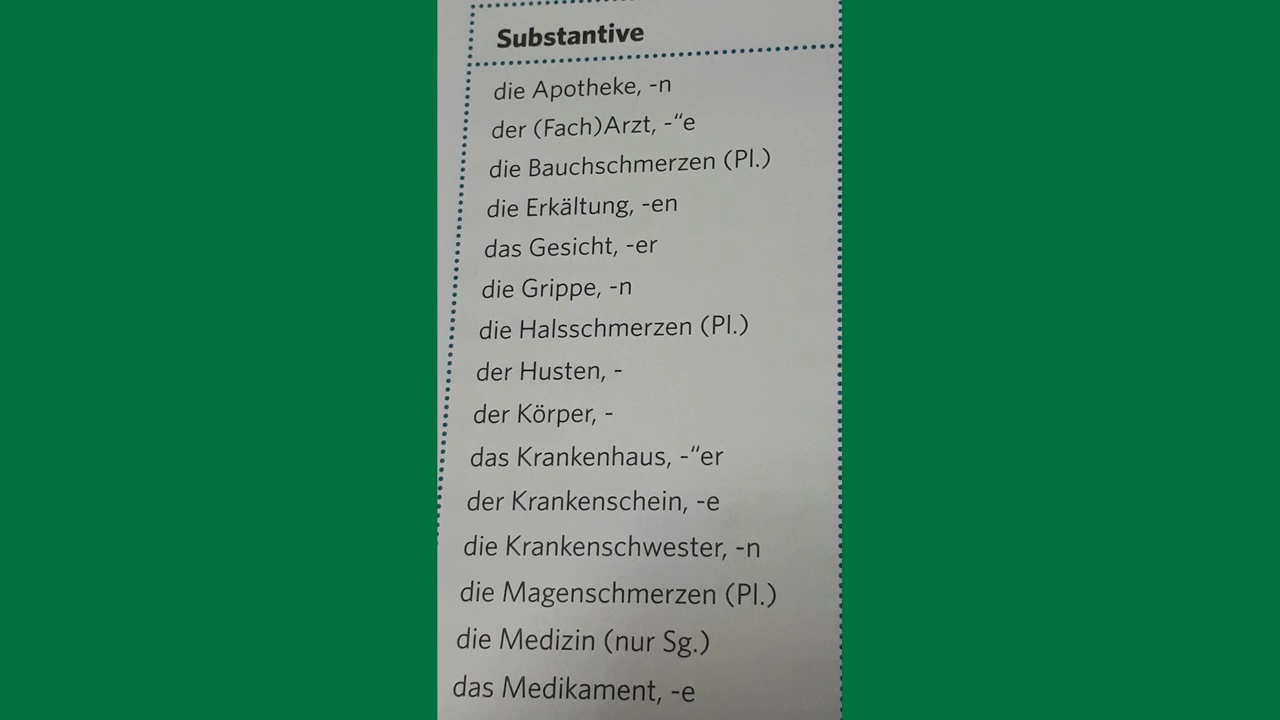 Substantive
die Apotheke, -n
der (Fach)Arzt, -“e
die Bauchschmerzen (Pl.)
die Erkältung, -en
das Gesicht, -er
die Grippe, -n
die Halsschmerzen (Pl.)
der Husten, -
der Körper, -
das Krankenhaus, -“er
der Krankenschein, -e
die Krankenschwester, -n
die Magenschmerzen (Pl.)
die Medizin (nur Sg.)
das Medikament, -e